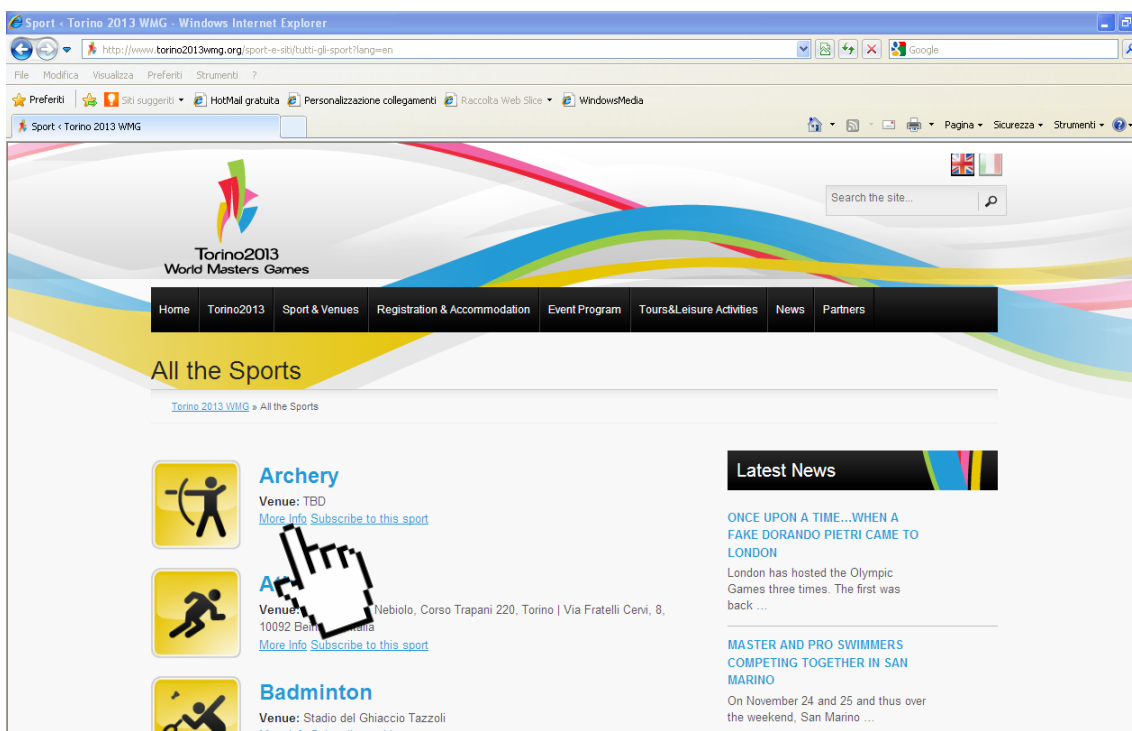 Sport ‹ Torino 2013 WMG - Windows Internet Explorer
http://www.torino2013wmg.org/sport-e-siti/tutti-gli-sport?lang=en
Google
File Modifica Visualizza Preferiti Strumenti ?
Preferiti Siti suggeriti HotMail gratuita Personalizzazione collegamenti Raccolta Web Slice WindowsMedia
Sport ‹ Torino 2013 WMG
Pagina Sicurezza Strumenti
Search the site...
Torino2013
World Masters Games
Home Torino2013 Sport & Venues Registration & Accommodation Event Program Tours&Leisure Activities News Partners
All the Sports
Torino 2013 WMG » All the Sports
Archery
Venue: TBD
More Info Subscribe to this sport
Venue: Nebiolo, Corso Trapani 220, Torino | Via Fratelli Cervi, 8,
10092
More Info Subscribe to this sport
Badminton
Venue: Stadio del Ghiaccio Tazzoli
Latest News
ONCE UPON A TIME...WHEN A
FAKE DORANDO PIETRI CAME TO
LONDON
London has hosted the Olympic
Games three times. The first was
back ...
MASTER AND PRO SWIMMERS
COMPETING TOGETHER IN SAN
MARINO
On November 24 and 25 and thus over
the weekend, San Marino ...